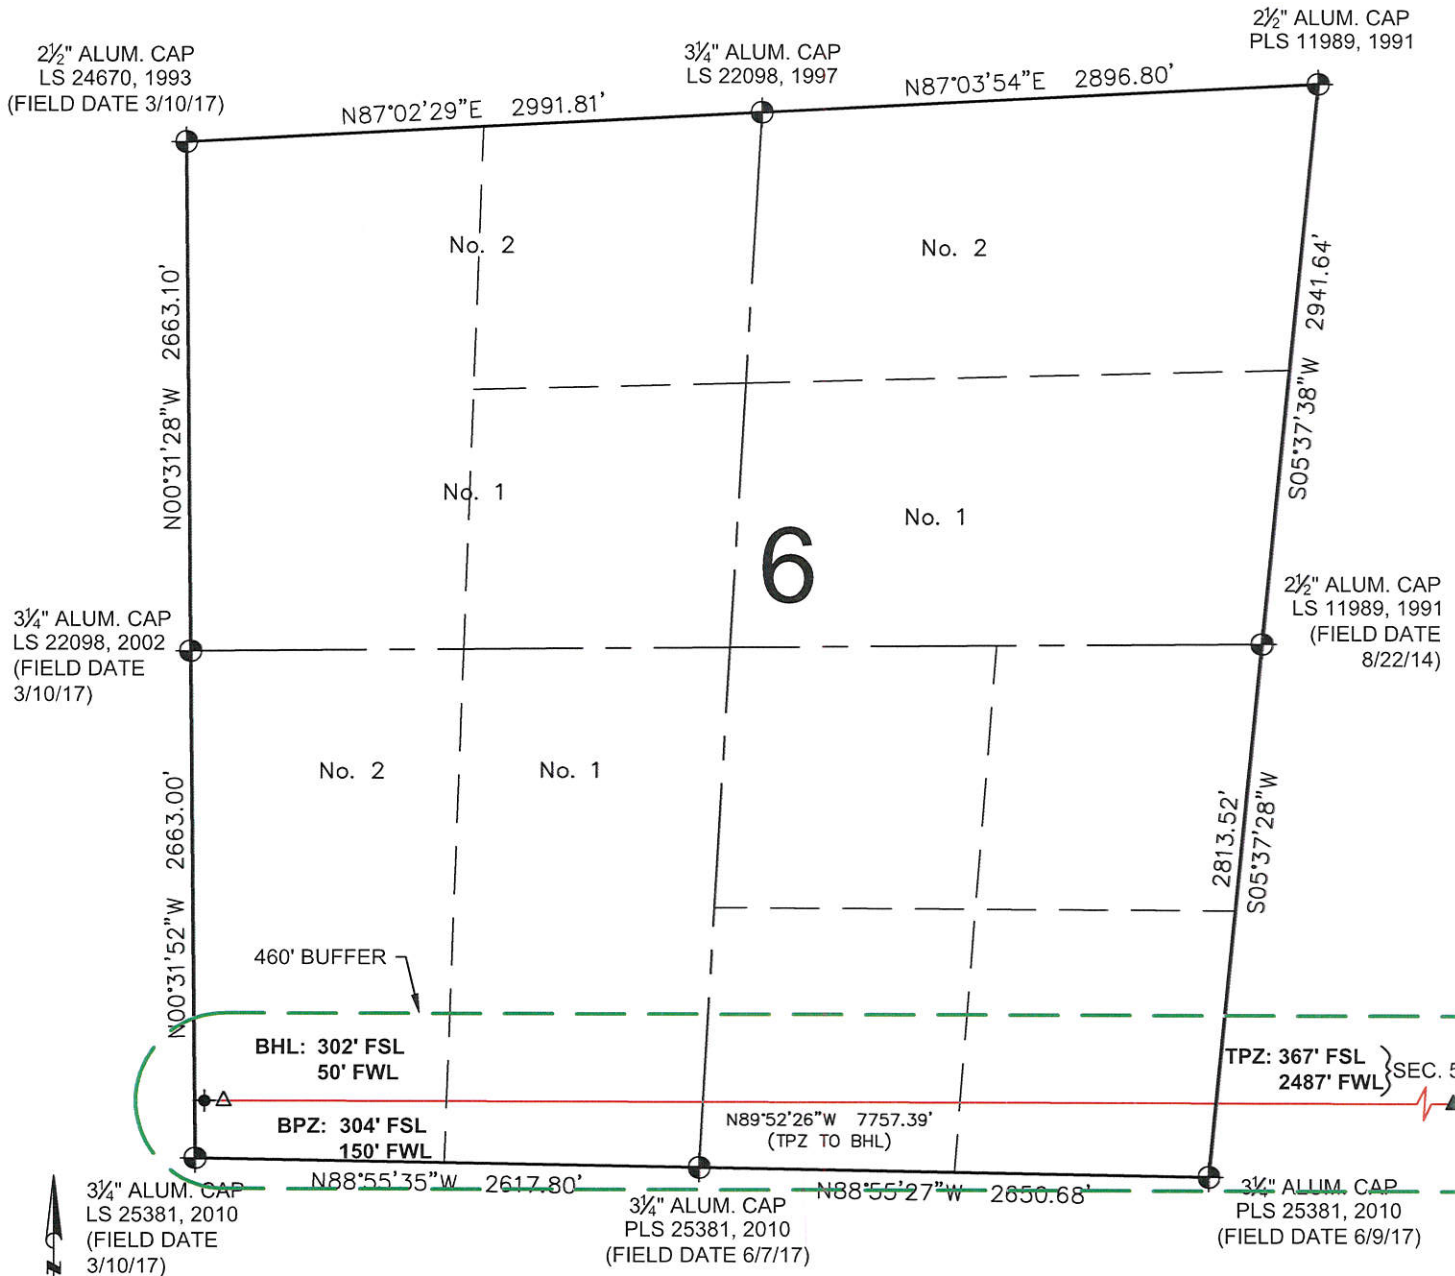 2½" ALUM. CAP
PLS 11989, 1991
2½" ALUM. CAP
LS 24670, 1993
(FIELD DATE 3/10/17)
3¼" ALUM. CAP
LS 22098, 1997
N87°02'29"E 2991.81'
N87°03'54"E 2896.80'
No. 2
No. 2
N00°31'28"W 2663.10'
S05°37'38"W 2941.64'
No. 1
No. 1
6
3¼" ALUM. CAP
LS 22098, 2002
(FIELD DATE
3/10/17)
2½" ALUM. CAP
LS 11989, 1991
(FIELD DATE
8/22/14)
No. 2
No. 1
N00°31'52"W 2663.00'
2813.52'
S05°37'28"W
460' BUFFER
BHL: 302' FSL
50' FWL
TPZ: 367' FSL
2487' FWL
SEC. 5
BPZ: 304' FSL
150' FWL
N89°52'26"W 7757.39'
(TPZ TO BHL)
N88°55'35"W 2617.80'
N88°55'27"W 2850.68'
3¼" ALUM. CAP
LS 25381, 2010
(FIELD DATE
3/10/17)
3¼" ALUM. CAP
PLS 25381, 2010
(FIELD DATE 6/7/17)
3¼" ALUM. CAP
PLS 25381, 2010
(FIELD DATE 6/9/17)
N